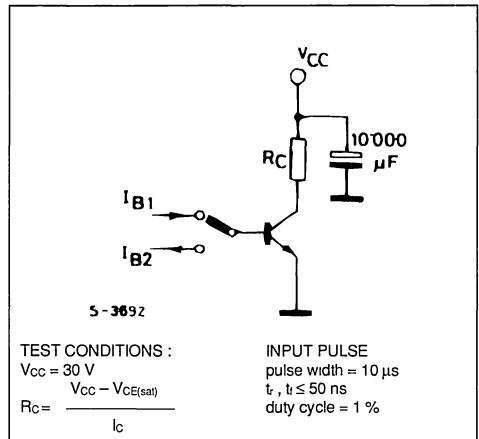 VCC
10000
μF
RC
IB1
IB2
S-3692
TEST CONDITIONS :
VCC = 30 V
RC = VCC – VCE(sat)
IC
INPUT PULSE
pulse width = 10 μs
tr , tf ≤ 50 ns
duty cycle = 1 %